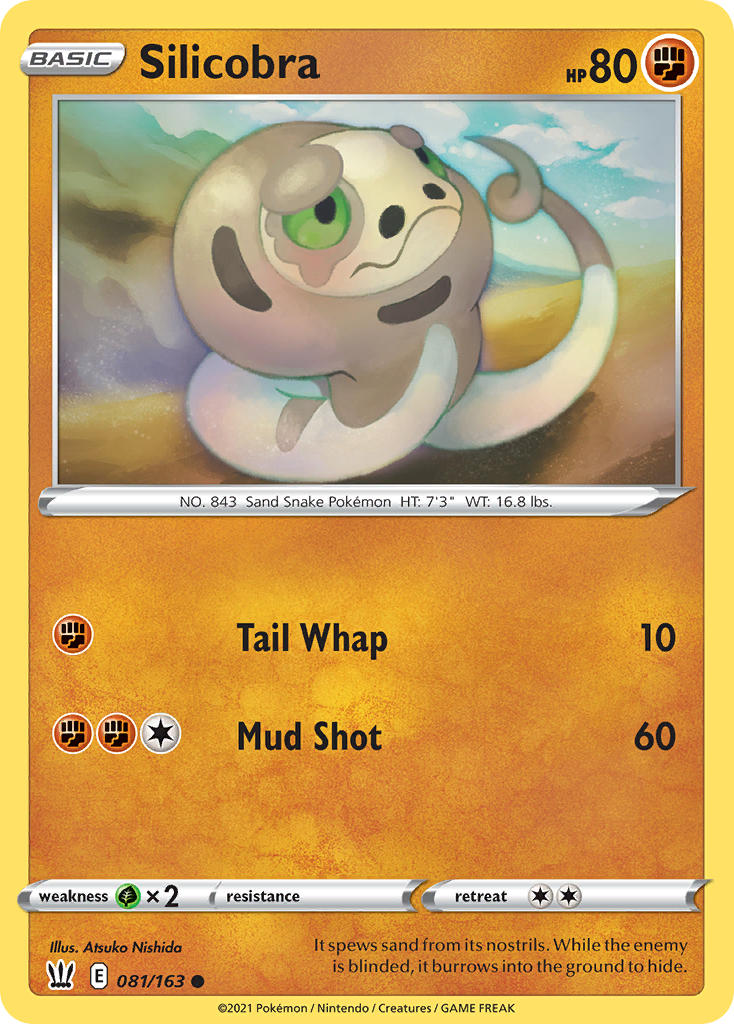 BASIC Silicobra HP80
NO. 843 Sand Snake Pokémon HT: 7'3" WT: 16.8 lbs.
Tail Whap 10
Mud Shot 60
weakness ×2 resistance retreat
Illus. Atsuko Nishida
It spews sand from its nostrils. While the enemy
is blinded, it burrows into the ground to hide.
E 081/163
©2021 Pokémon / Nintendo / Creatures / GAME FREAK